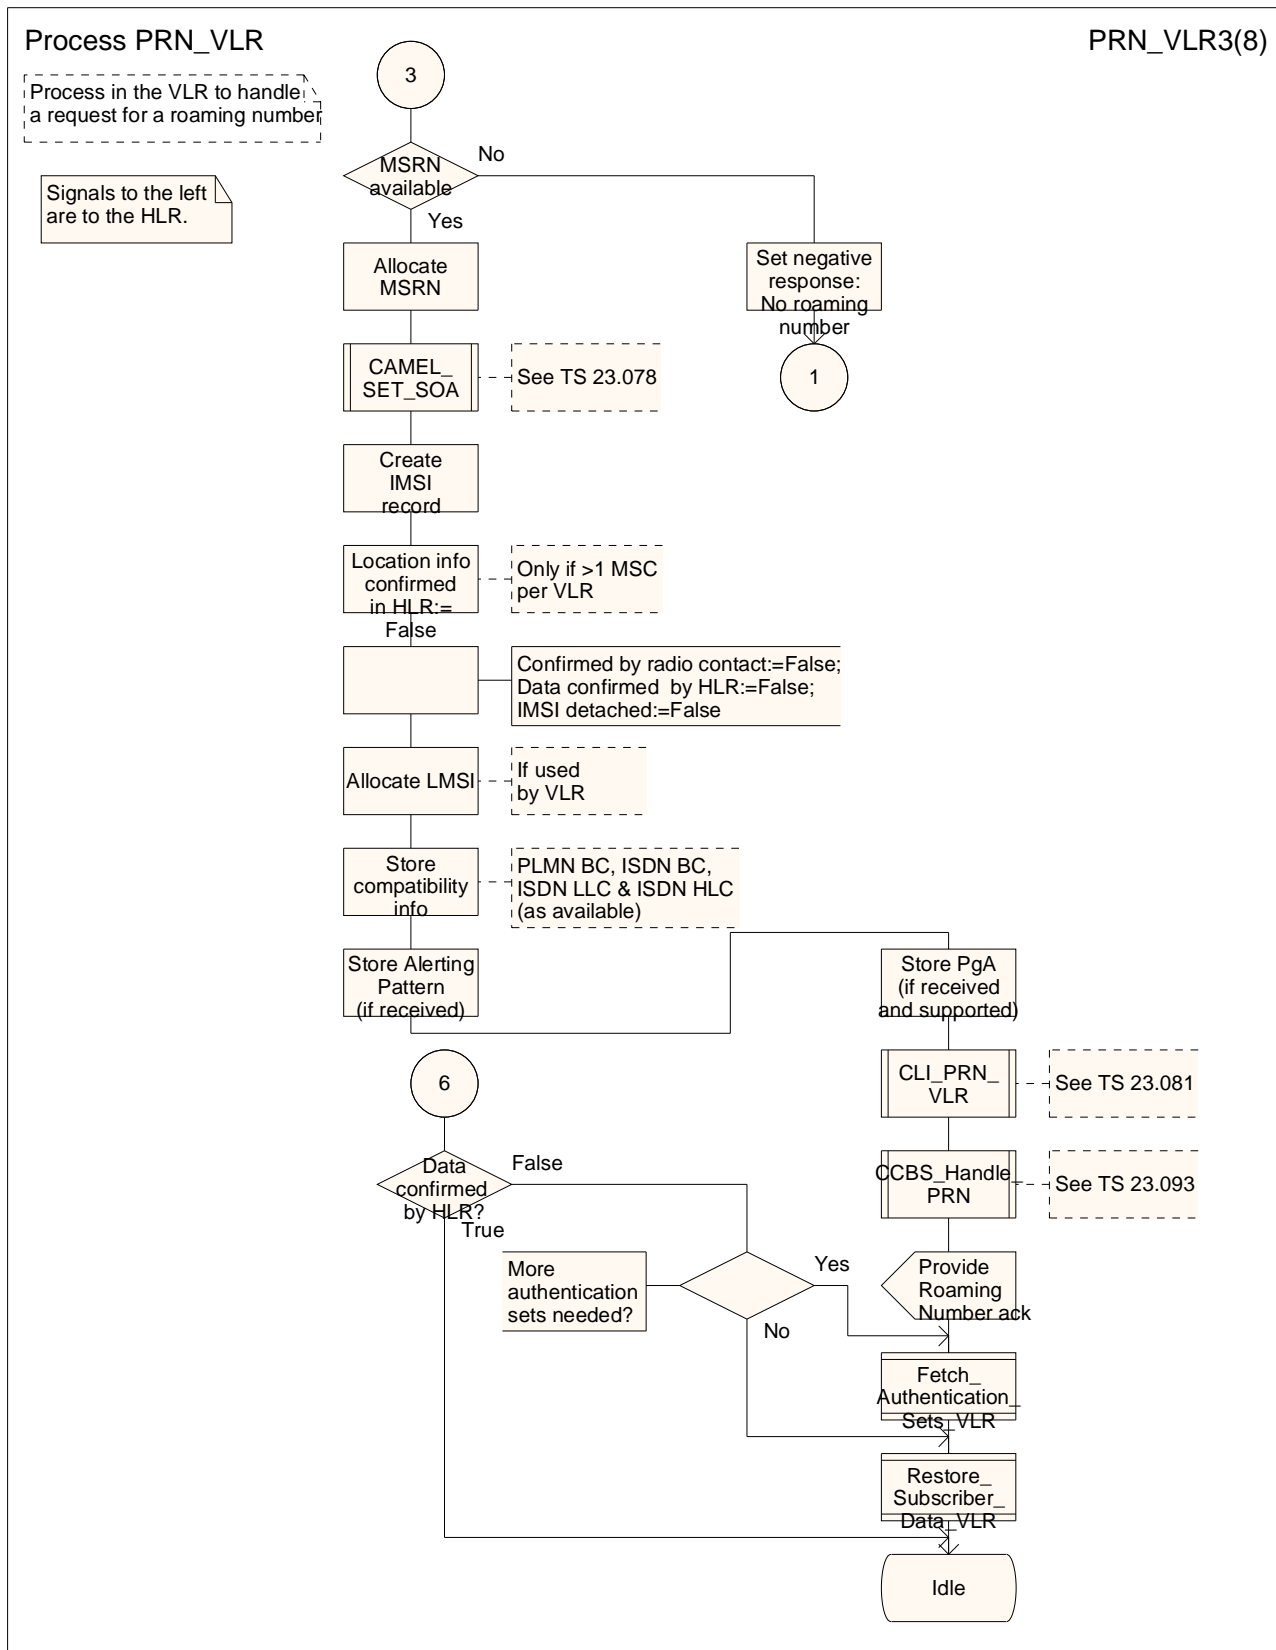 Process PRN_VLR
PRN_VLR3(8)
Process in the VLR to handle
a request for a roaming number
Signals to the left
are to the HLR.
3
MSRN
available
No
Yes
Allocate
MSRN
Set negative
response:
No roaming
number
1
CAMEL_
SET_SOA
See TS 23.078
Create
IMSI
record
Location info
confirmed
in HLR:=
False
Only if >1 MSC
per VLR
Confirmed by radio contact:=False;
Data confirmed  by HLR:=False;
IMSI detached:=False
Allocate LMSI
If used
by VLR
Store
compatibility
info
PLMN BC, ISDN BC,
ISDN LLC & ISDN HLC
(as available)
Store Alerting
Pattern
(if received)
Store PgA
(if received
and supported)
6
CLI_PRN_
VLR
See TS 23.081
Data
confirmed
by HLR?
False
True
CCBS_Handle_
PRN
See TS 23.093
More
authentication
sets needed?
Yes
No
Provide
Roaming
Number ack
Fetch_
Authentication_
Sets_VLR
Restore_
Subscriber_
Data_VLR
Idle